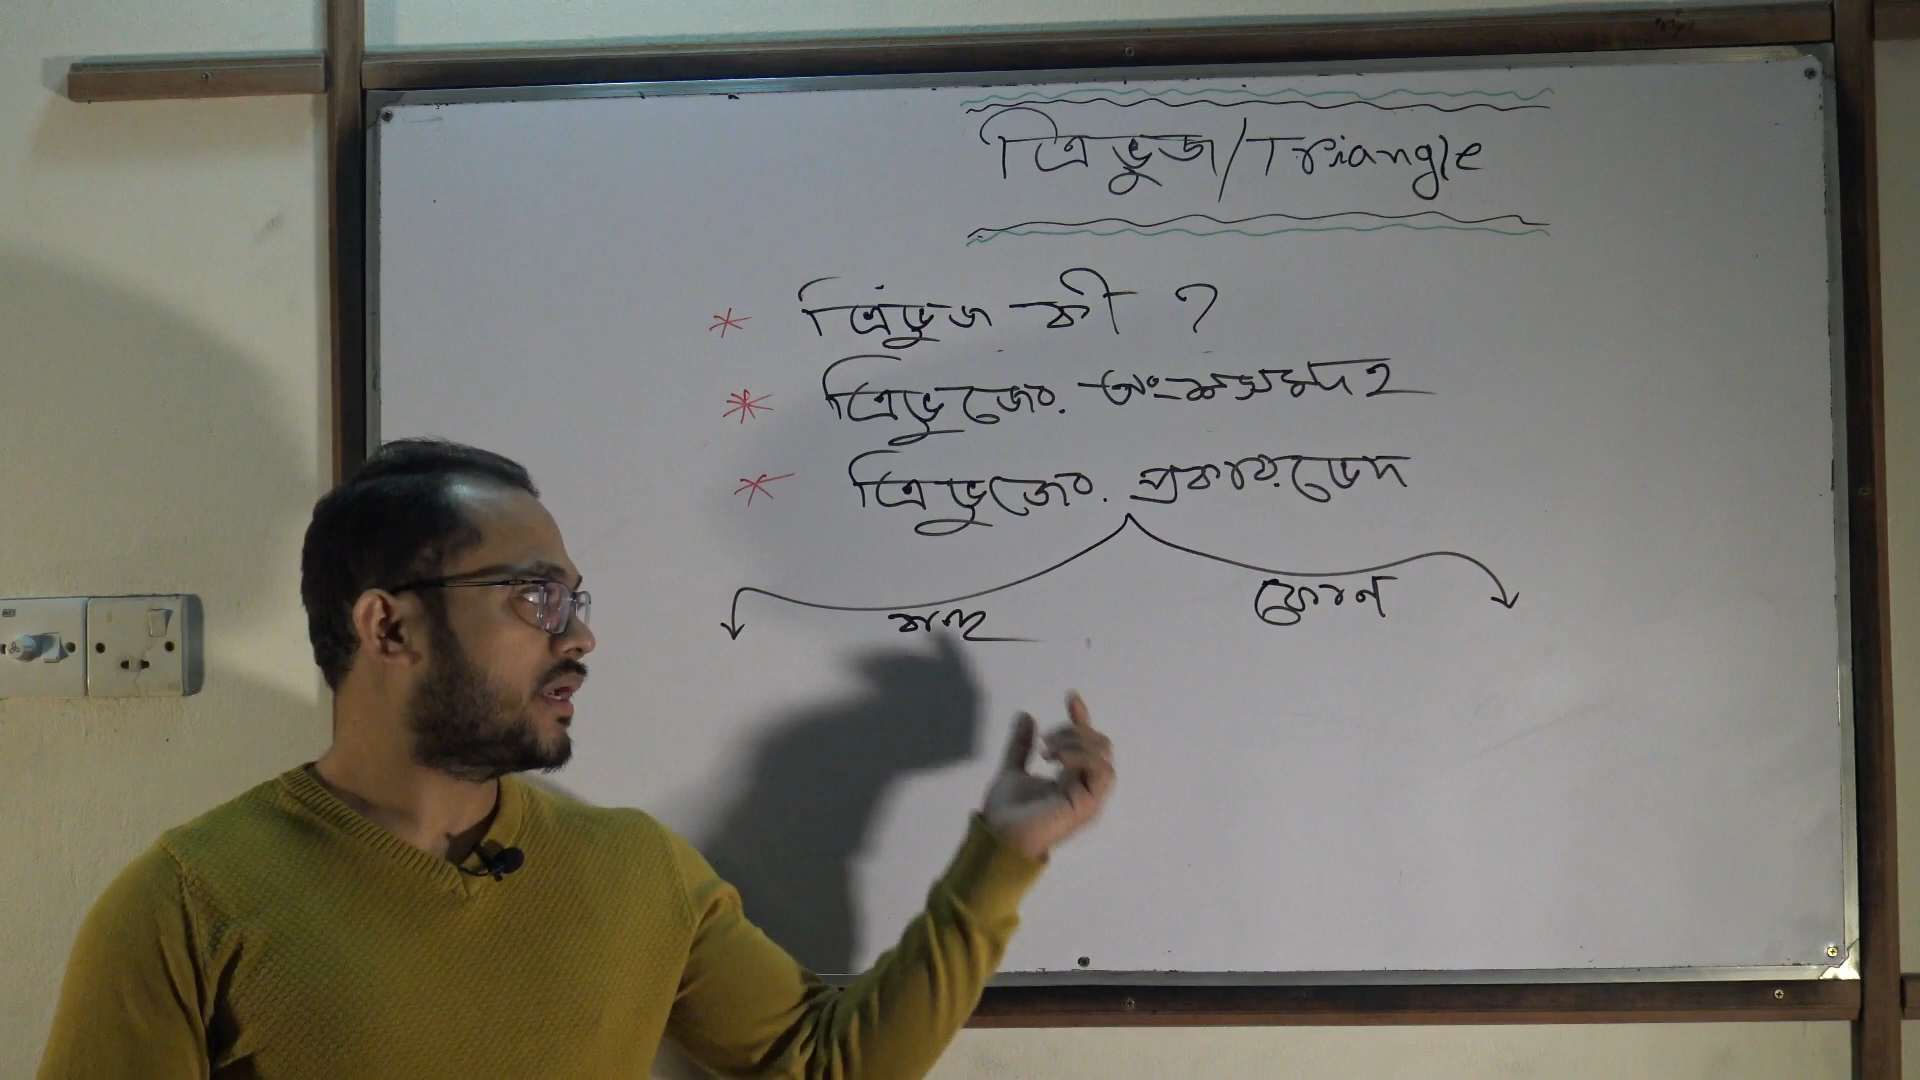 ত্রিভুজ/Triangle
* ত্রিভুজ কী ?
* ত্রিভুজের অংশসমূহ
* ত্রিভুজের প্রকারভেদ
বাহু
কোন